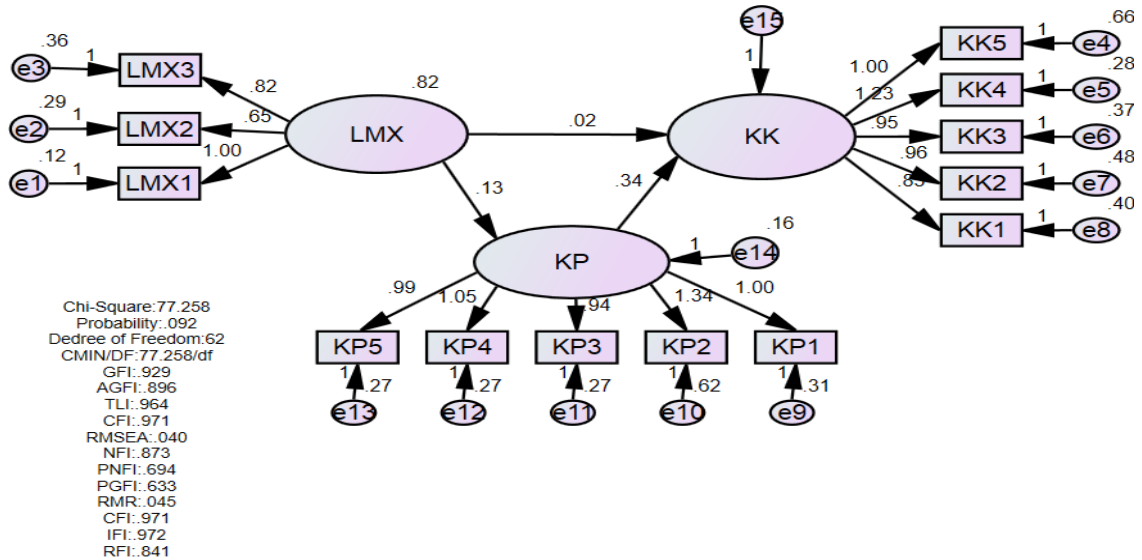 e15
.66
.36
1
KK5
1
e4
e3
1
LMX3
.28
.82
.82
1.00
KK4
1
e5
.29
1
1.23
.37
e2
1
LMX2
.65
LMX
.02
KK
.95
KK3
1
e6
.12
1.00
.96
.48
e1
1
LMX1
.13
.34
.83
KK2
1
e7
.40
KK1
1
e8
.16
KP
1
e14
.99
1.05
.94
1.34
1.00
KP5
KP4
KP3
KP2
KP1
1
.27
1
.27
1
.27
1
.62
1
.31
e13
e12
e11
e10
e9
Chi-Square:77.258
Probability:.092
Dedree of Freedom:62
CMIN/DF:77.258/df
GFI:.929
AGFI:.896
TLI:.964
CFI:.971
RMSEA:.040
NFI:.873
PNFI:.694
PGFI:.633
RMR:.045
CFI:.971
IFI:.972
RFI:.841